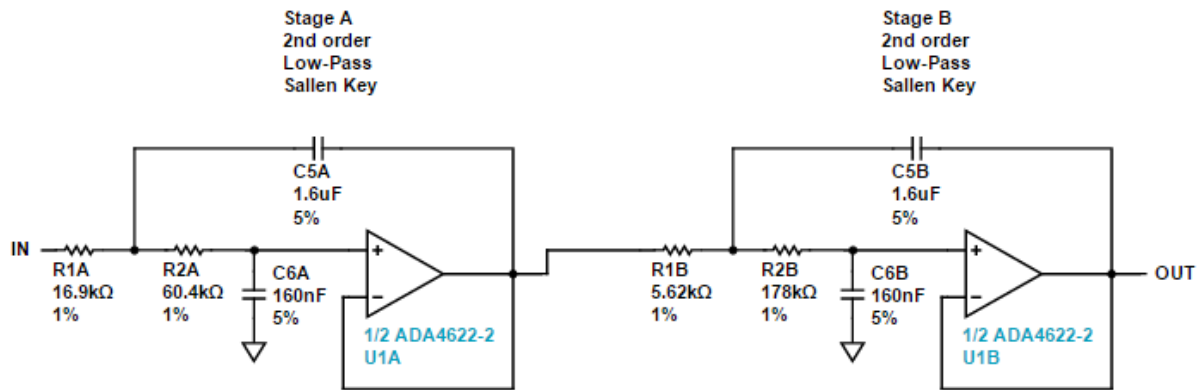 Stage A
2nd order
Low-Pass
Sallen Key
Stage B
2nd order
Low-Pass
Sallen Key
C5A
1.6uF
5%
C5B
1.6uF
5%
IN
R1A
16.9kΩ
1%
R2A
60.4kΩ
1%
C6A
160nF
5%
+
−
1/2 ADA4622-2
U1A
R1B
5.62kΩ
1%
R2B
178kΩ
1%
C6B
160nF
5%
+
−
1/2 ADA4622-2
U1B
OUT